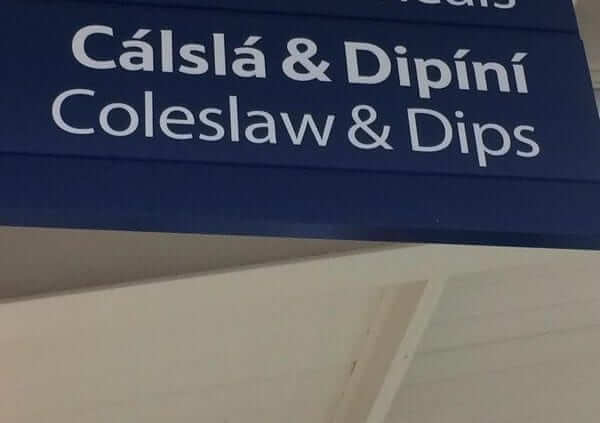 Cálslá & Dipíní
Coleslaw & Dips